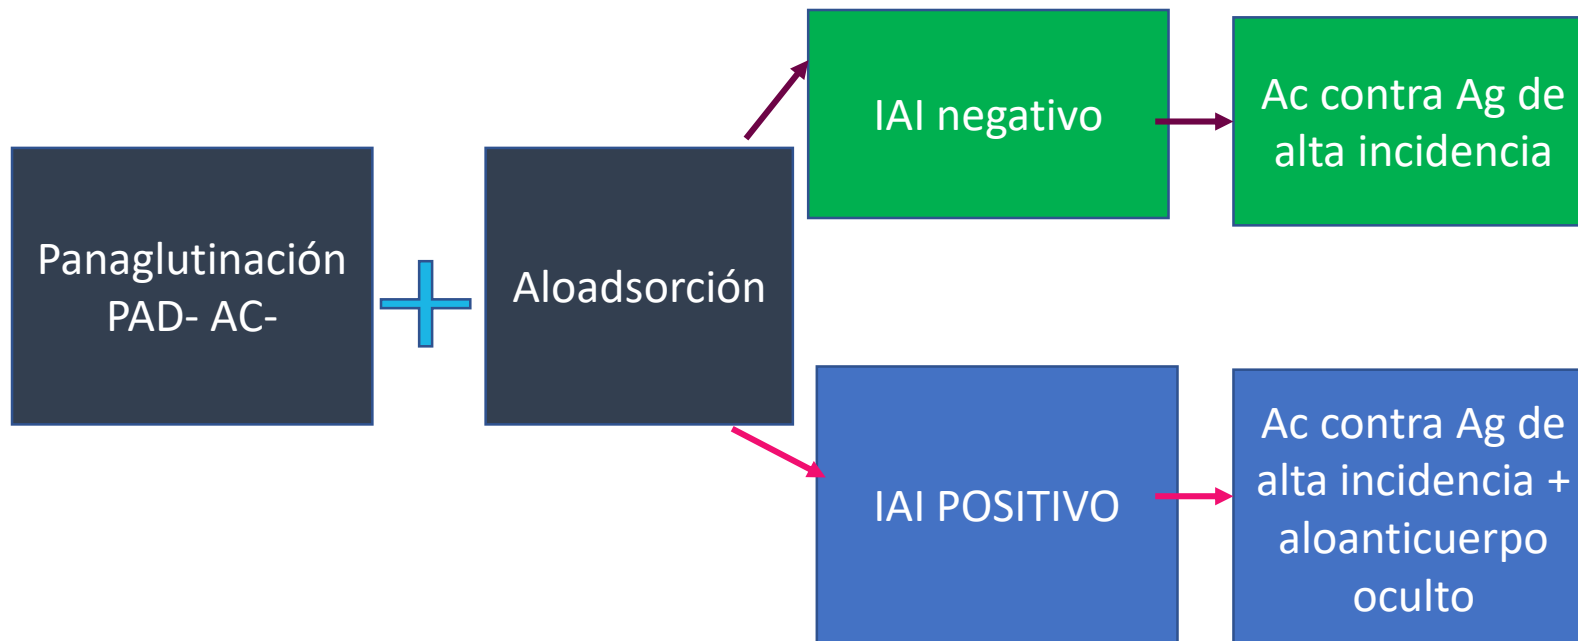 Panaglutinación
PAD- AC-
Aloadsorción
IAI negativo
Ac contra Ag de
alta incidencia
IAI POSITIVO
Ac contra Ag de
alta incidencia +
aloanticuerpo
oculto